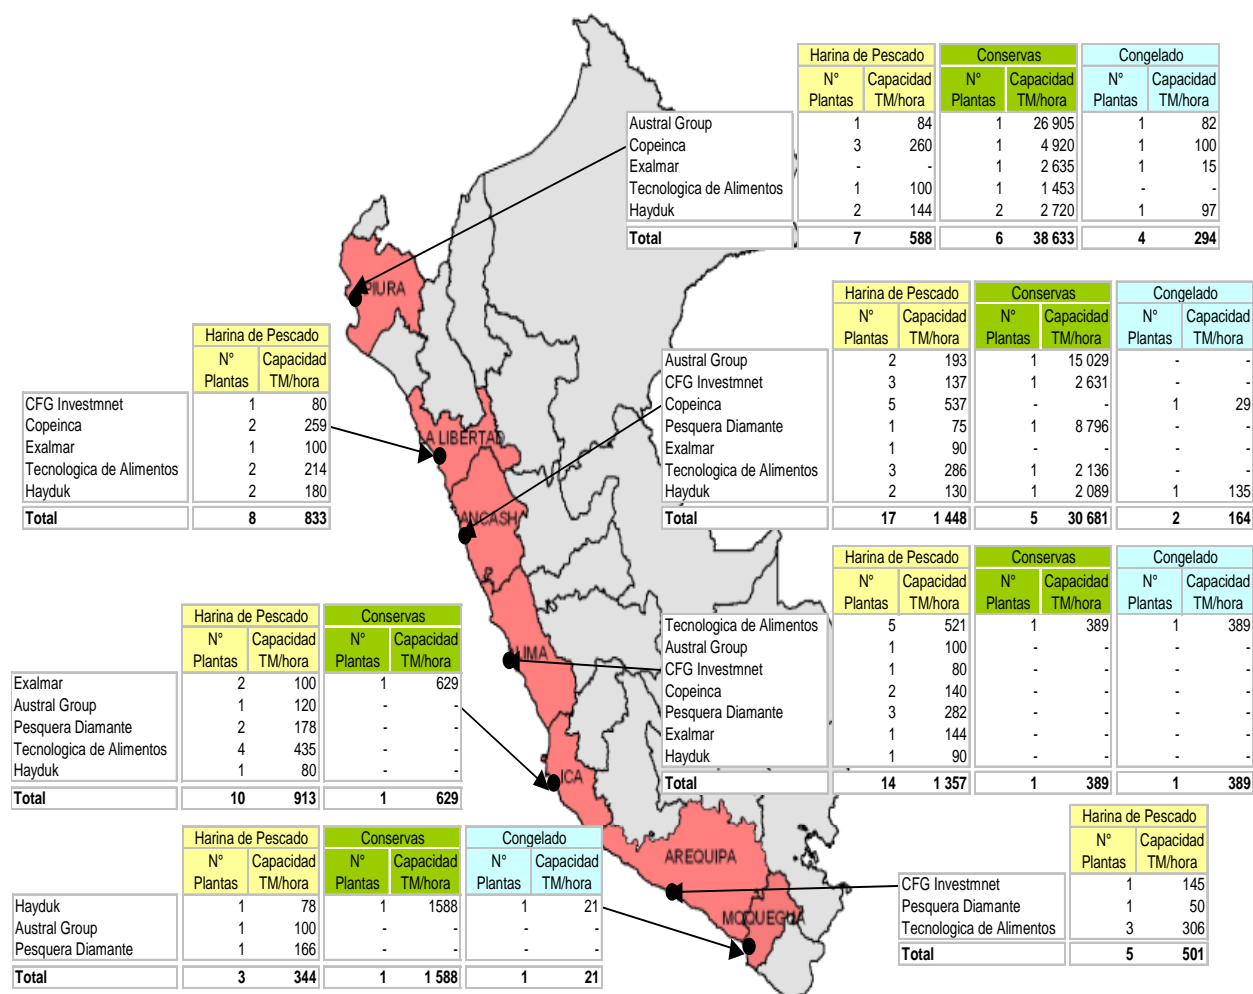 Harina de Pescado Conservas Congelado
N° Capacidad N° Capacidad N° Capacidad
Plantas TM/hora Plantas TM/hora Plantas TM/hora
Austral Group 1 84 1 26 905 1 82
Copeinca 3 260 1 4 920 1 100
Exalmar - - 1 2 635 1 15
Tecnologica de Alimentos 1 100 1 1 453 - -
Hayduk 2 144 2 2 720 1 97
Total 7 588 6 38 633 4 294
PIURA
Harina de Pescado Conservas Congelado
N° Capacidad N° Capacidad N° Capacidad
Plantas TM/hora Plantas TM/hora Plantas TM/hora
Austral Group 2 193 1 15 029 - -
CFG Investmnet 3 137 1 2 631 - -
Copeinca 5 537 - - 1 29
Pesquera Diamante 1 75 1 8 796 - -
Exalmar 1 90 - - - -
Tecnologica de Alimentos 3 286 1 2 136 - -
Hayduk 2 130 1 2 089 1 135
Total 17 1 448 5 30 681 2 164
Harina de Pescado
N° Capacidad
Plantas TM/hora
CFG Investmnet 1 80
Copeinca 2 259
Exalmar 1 100
Tecnologica de Alimentos 2 214
Hayduk 2 180
Total 8 833
LA LIBERTAD
ANCASH
Harina de Pescado Conservas Congelado
N° Capacidad N° Capacidad N° Capacidad
Plantas TM/hora Plantas TM/hora Plantas TM/hora
Tecnologica de Alimentos 5 521 1 389 1 389
Austral Group 1 100 - - - -
CFG Investmnet 1 80 - - - -
Copeinca 2 140 - - - -
Pesquera Diamante 3 282 - - - -
Exalmar 1 144 - - - -
Hayduk 1 90 - - - -
Total 14 1 357 1 389 1 389
LIMA
Harina de Pescado Conservas
N° Capacidad N° Capacidad
Plantas TM/hora Plantas TM/hora
Exalmar 2 100 1 629
Austral Group 1 120 - -
Pesquera Diamante 2 178 - -
Tecnologica de Alimentos 4 435 - -
Hayduk 1 80 - -
Total 10 913 1 629
ICA
Harina de Pescado
N° Capacidad
Plantas TM/hora
CFG Investmnet 1 145
Pesquera Diamante 1 50
Tecnologica de Alimentos 3 306
Total 5 501
AREQUIPA
MOQUEGUA
Harina de Pescado Conservas Congelado
N° Capacidad N° Capacidad N° Capacidad
Plantas TM/hora Plantas TM/hora Plantas TM/hora
Hayduk 1 78 1 1588 1 21
Austral Group 1 100 - - - -
Pesquera Diamante 1 166 - - - -
Total 3 344 1 1 588 1 21